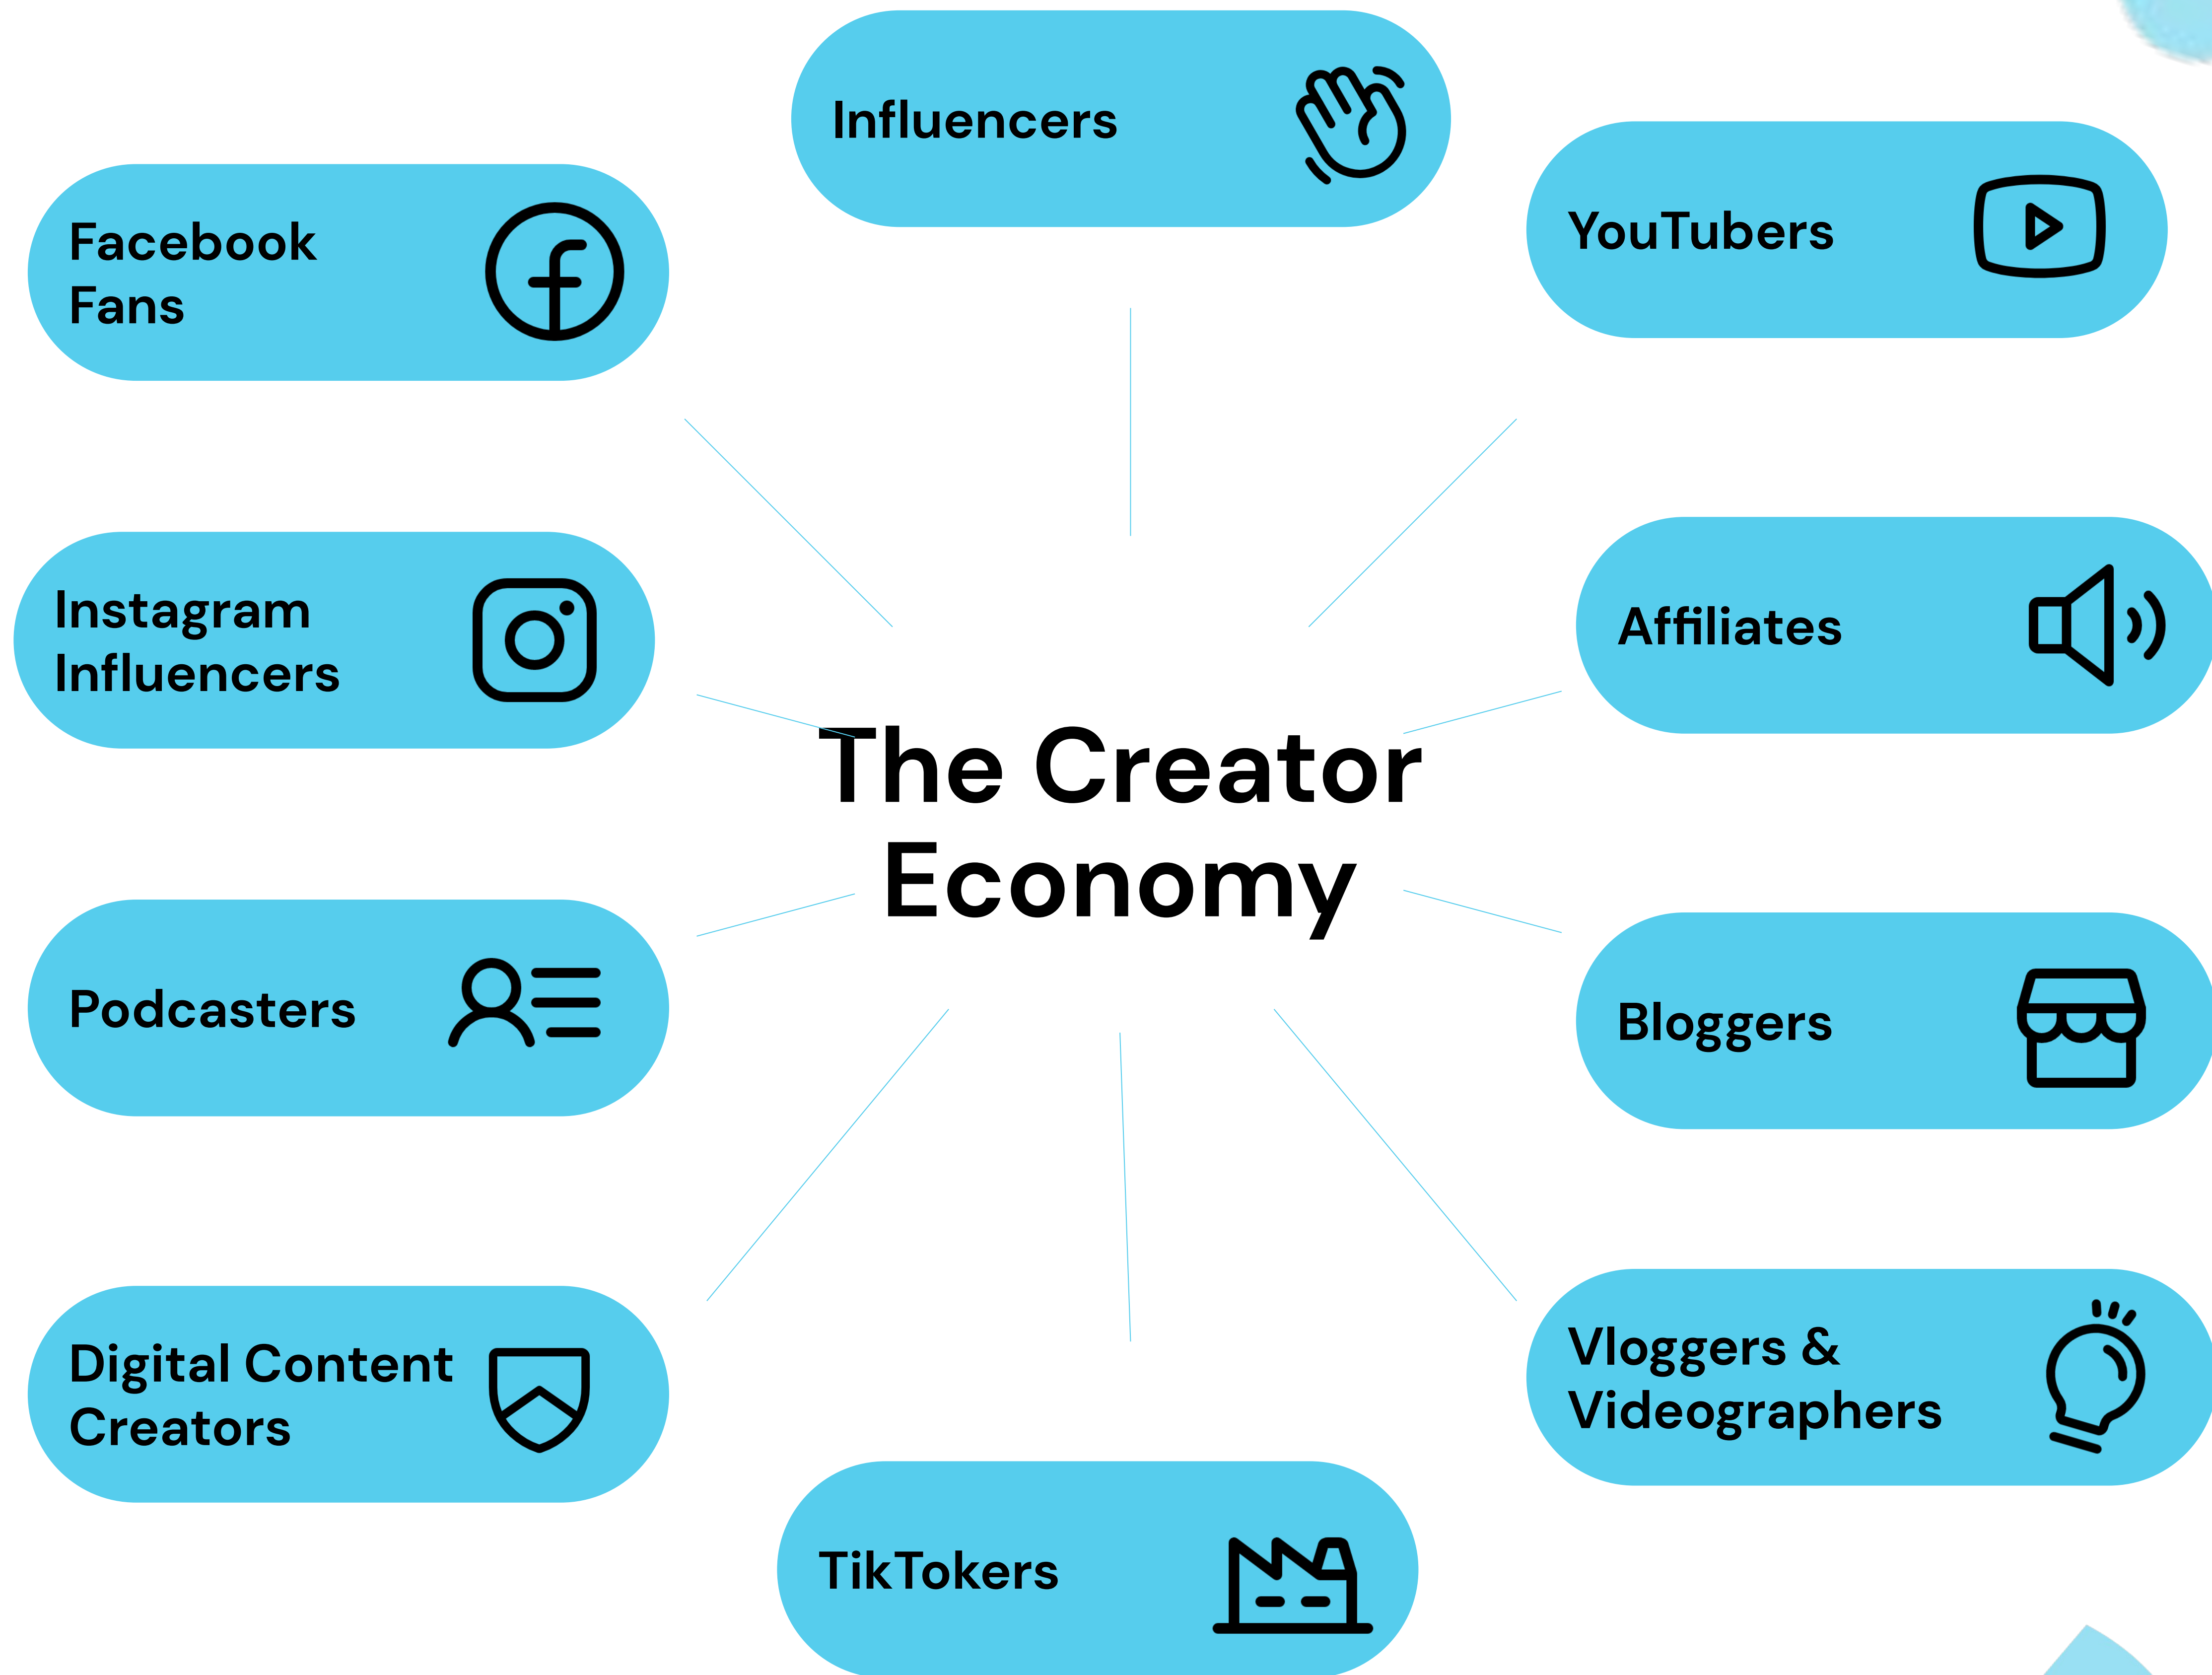 Influencers
YouTubers
Facebook
Fans
Instagram
Influencers
Affiliates
The Creator
Economy
Podcasters
Bloggers
Digital Content
Creators
Vloggers &
Videographers
TikTokers